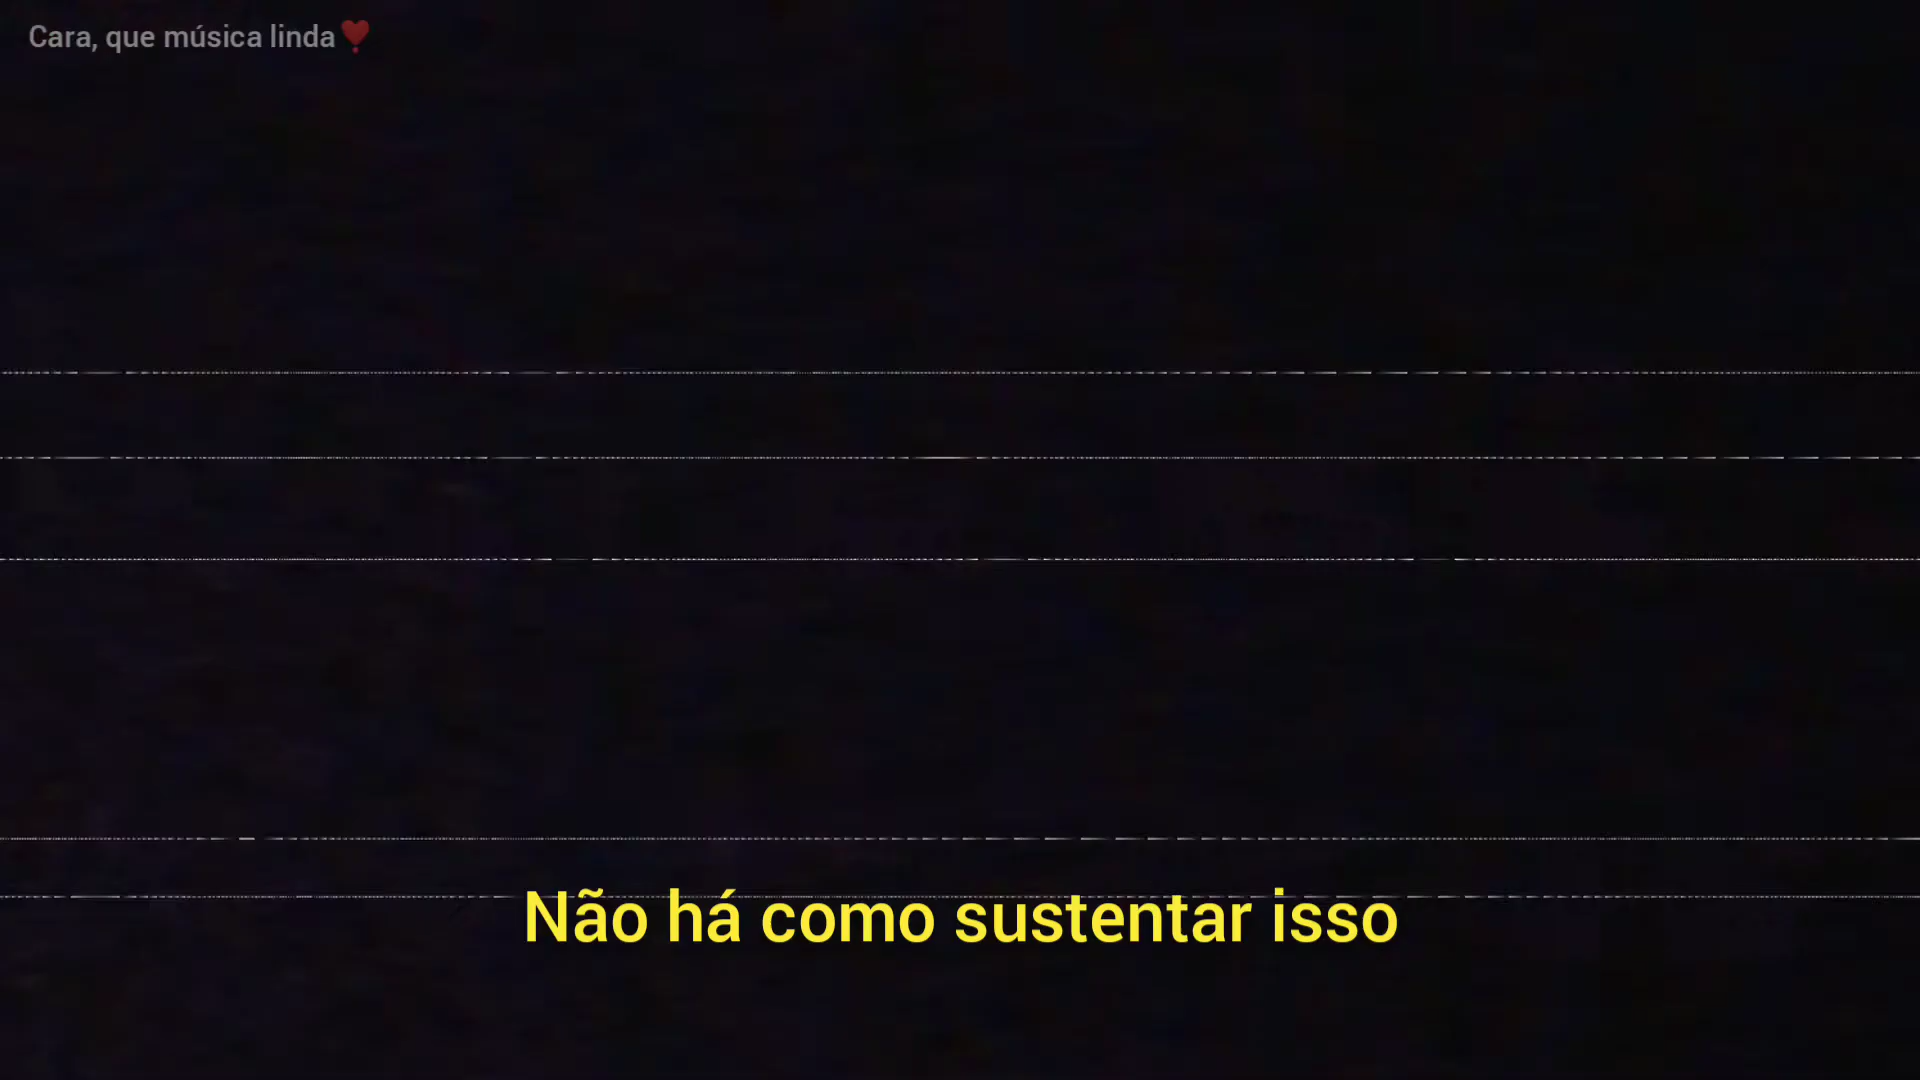 Cara, que música linda❣️
Não há como sustentar isso